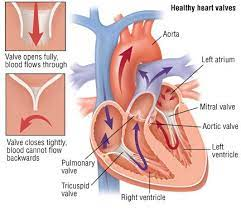 Healthy heart valves
Valve opens fully,
blood flows through
Valve closes tightly,
blood cannot flow
backwards
Aorta
Left atrium
Mitral valve
Aortic valve
Left
ventricle
Pulmonary
valve
Tricuspid
valve
Right ventricle